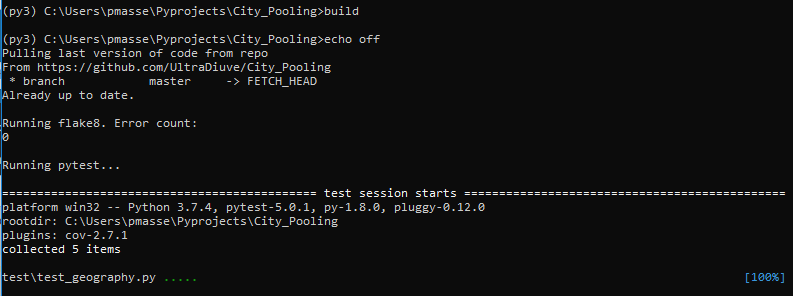 (py3) C:\Users\pmasse\Pyprojects\City_Pooling>build
(py3) C:\Users\pmasse\Pyprojects\City_Pooling>echo off
Pulling last version of code from repo
From https://github.com/UltraDiuve/City_Pooling
 * branch            master     -> FETCH_HEAD
Already up to date.
Running flake8. Error count:
0
Running pytest...
============================================= test session starts ==============================================
platform win32 -- Python 3.7.4, pytest-5.0.1, py-1.8.0, pluggy-0.12.0
rootdir: C:\Users\pmasse\Pyprojects\City_Pooling
plugins: cov-2.7.1
collected 5 items
test\test_geography.py ..... [100%]